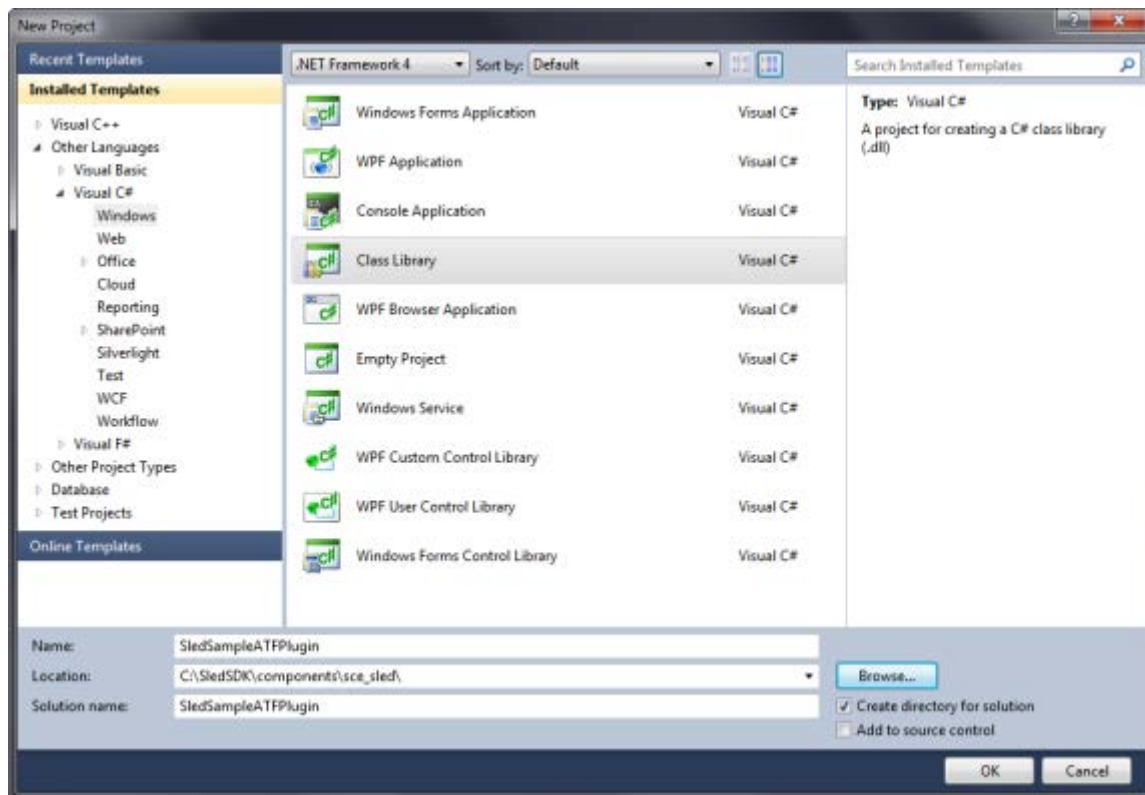 New Project
Recent Templates
Installed Templates
Visual C++
Other Languages
Visual Basic
Visual C#
Windows
Web
Office
Cloud
Reporting
SharePoint
Silverlight
Test
WCF
Workflow
Visual F#
Other Project Types
Database
Test Projects
Online Templates
.NET Framework 4 Sort by: Default
Windows Forms Application Visual C#
WPF Application Visual C#
Console Application Visual C#
Class Library Visual C#
WPF Browser Application Visual C#
Empty Project Visual C#
Windows Service Visual C#
WPF Custom Control Library Visual C#
WPF User Control Library Visual C#
Windows Forms Control Library Visual C#
Search Installed Templates
Type: Visual C#
A project for creating a C# class library
(.dll)
Name: SledSampleATFPlugin
Location: C:\SledSDK\components\sce_sled\ Browse...
Solution name: SledSampleATFPlugin Create directory for solution
Add to source control
OK Cancel